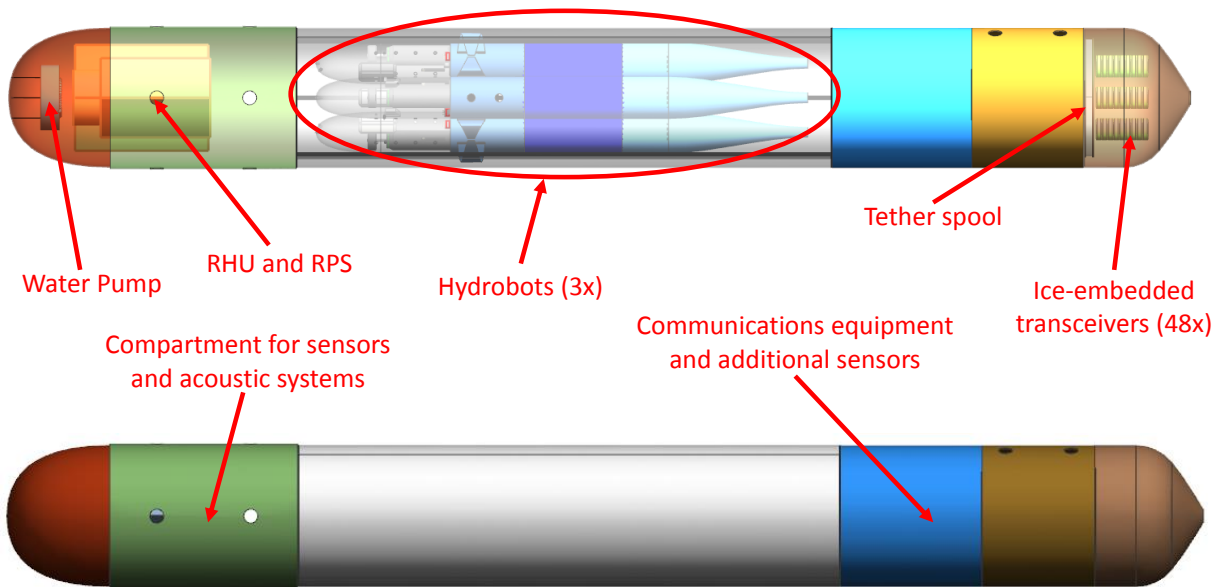 Water Pump
RHU and RPS
Hydrobots (3x)
Tether spool
Ice-embedded
transceivers (48x)
Compartment for sensors
and acoustic systems
Communications equipment
and additional sensors